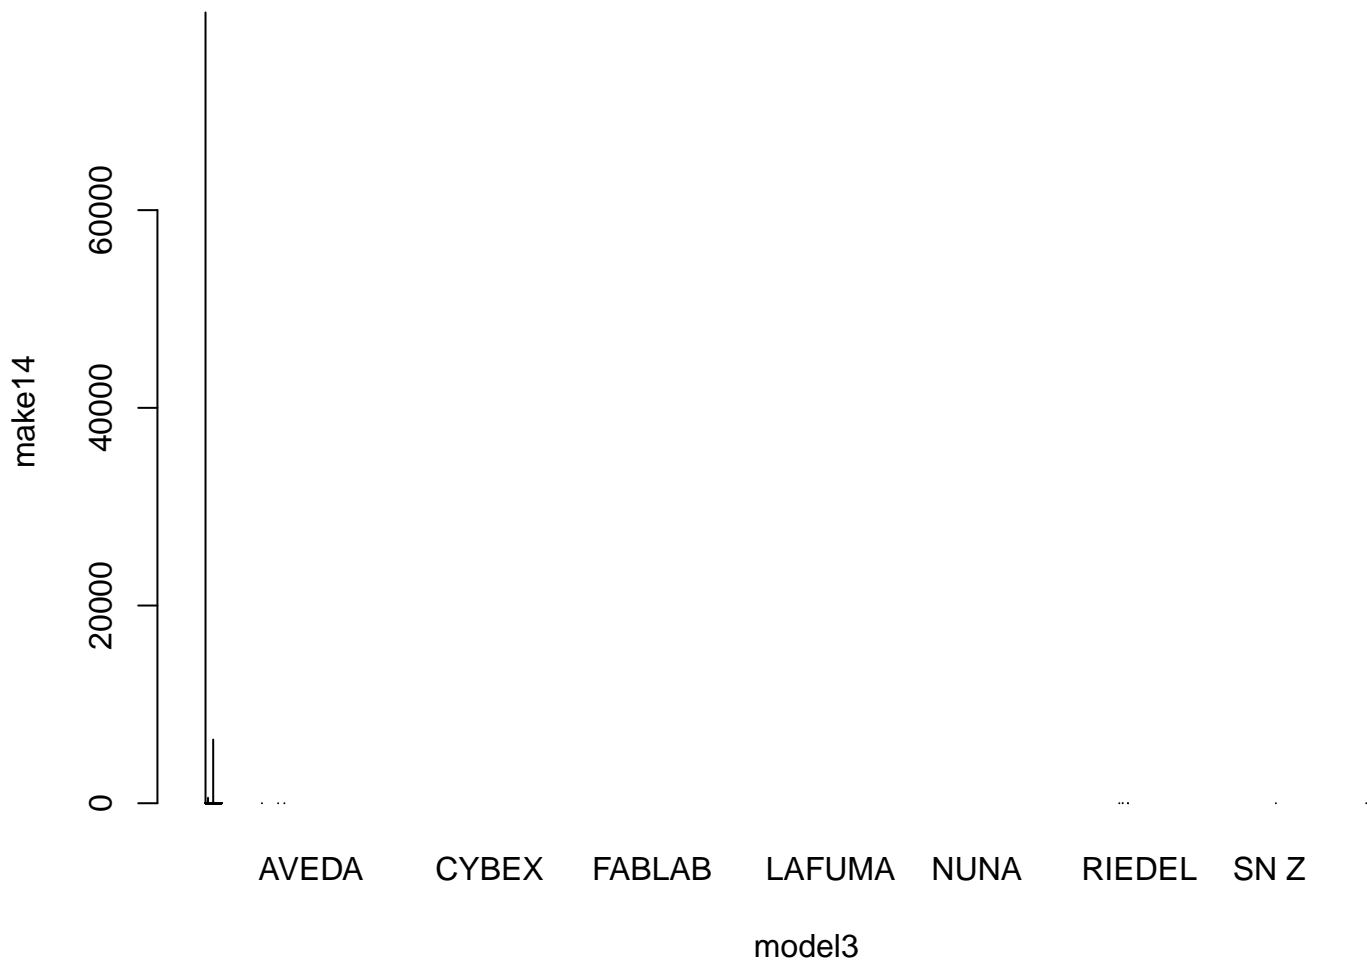 60000
40000
20000
0
make14
AVEDA CYBEX FABLAB LAFUMA NUNA RIEDEL SN Z
model3